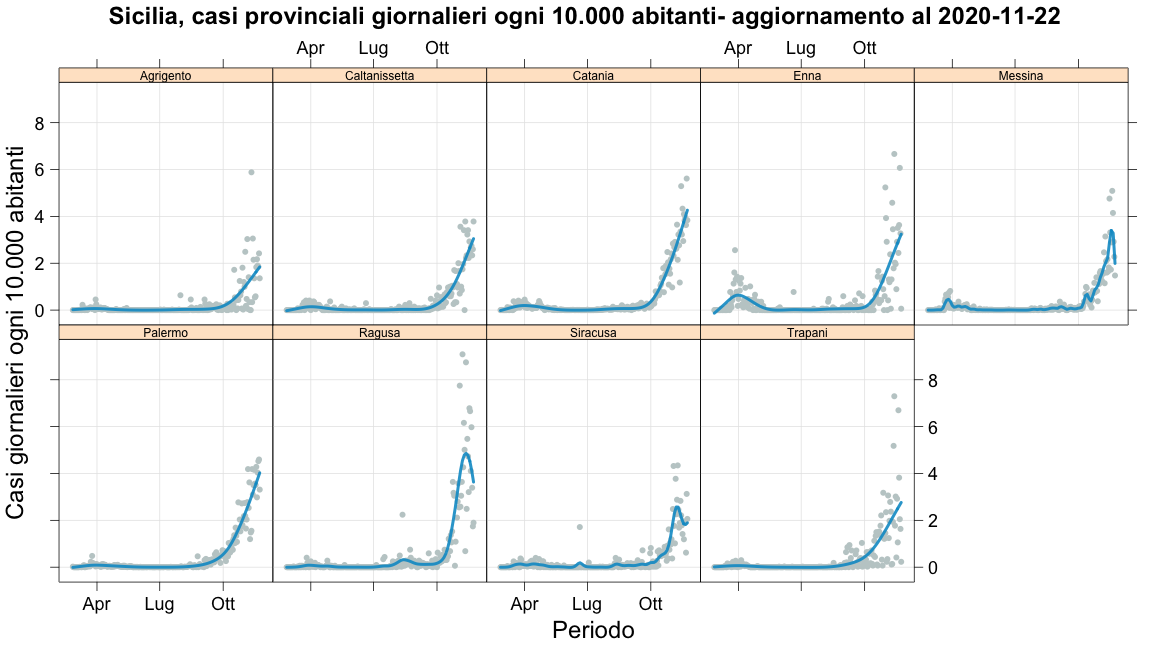 Sicilia, casi provinciali giornalieri ogni 10.000 abitanti- aggiornamento al 2020-11-22
Apr Lug Ott Apr Lug Ott
Agrigento Caltanissetta Catania Enna Messina
8
6
4
2
0
Palermo Ragusa Siracusa Trapani
8
6
4
2
0
Apr Lug Ott Apr Lug Ott
Casi giornalieri ogni 10.000 abitanti
Periodo